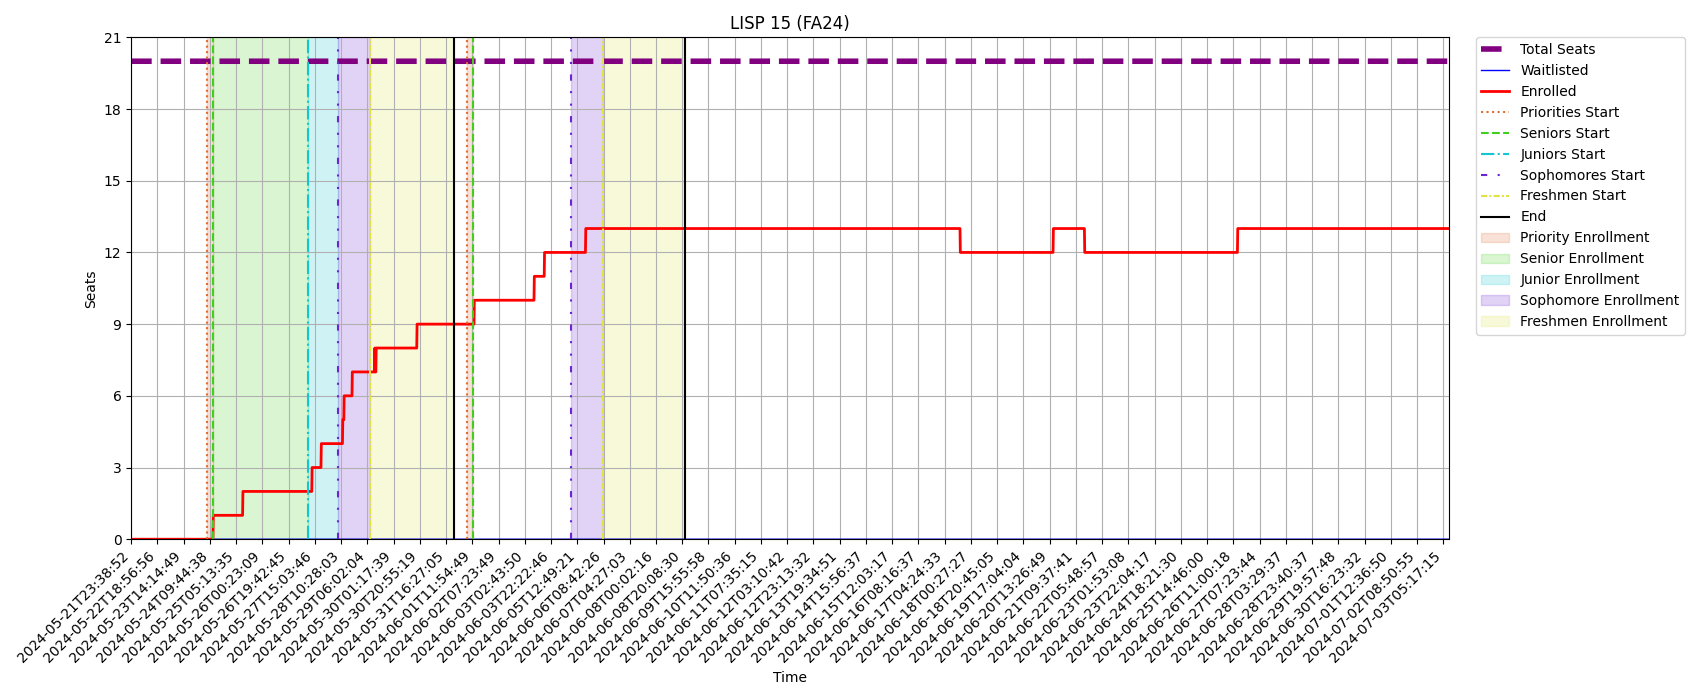 LISP 15 (FA24)
21
18
15
12
9
6
3
0
Seats
2024-05-21T23:38:52
2024-05-22T18:56:56
2024-05-23T14:14:49
2024-05-24T09:44:38
2024-05-25T05:13:35
2024-05-26T00:23:09
2024-05-26T19:42:45
2024-05-27T15:03:46
2024-05-28T10:28:03
2024-05-29T06:02:04
2024-05-30T01:17:39
2024-05-30T20:55:19
2024-05-31T16:27:05
2024-06-01T11:54:49
2024-06-02T07:23:49
2024-06-03T02:43:50
2024-06-03T22:22:46
2024-06-05T12:49:21
2024-06-06T08:42:26
2024-06-07T04:27:03
2024-06-08T00:02:16
2024-06-08T20:08:30
2024-06-09T15:55:58
2024-06-10T11:50:36
2024-06-11T07:35:15
2024-06-12T03:10:42
2024-06-12T23:13:32
2024-06-13T19:34:51
2024-06-14T15:56:37
2024-06-15T12:03:17
2024-06-16T08:16:37
2024-06-17T04:24:33
2024-06-18T00:27:27
2024-06-18T20:45:05
2024-06-19T17:04:04
2024-06-20T13:26:49
2024-06-21T09:37:41
2024-06-22T05:48:57
2024-06-23T01:53:08
2024-06-23T22:04:17
2024-06-24T18:21:30
2024-06-25T14:46:00
2024-06-26T11:00:18
2024-06-27T07:23:44
2024-06-28T03:29:37
2024-06-28T23:40:37
2024-06-29T19:57:48
2024-06-30T16:23:32
2024-07-01T12:36:50
2024-07-02T08:50:55
2024-07-03T05:17:15
Time
Total Seats
Waitlisted
Enrolled
Priorities Start
Seniors Start
Juniors Start
Sophomores Start
Freshmen Start
End
Priority Enrollment
Senior Enrollment
Junior Enrollment
Sophomore Enrollment
Freshmen Enrollment